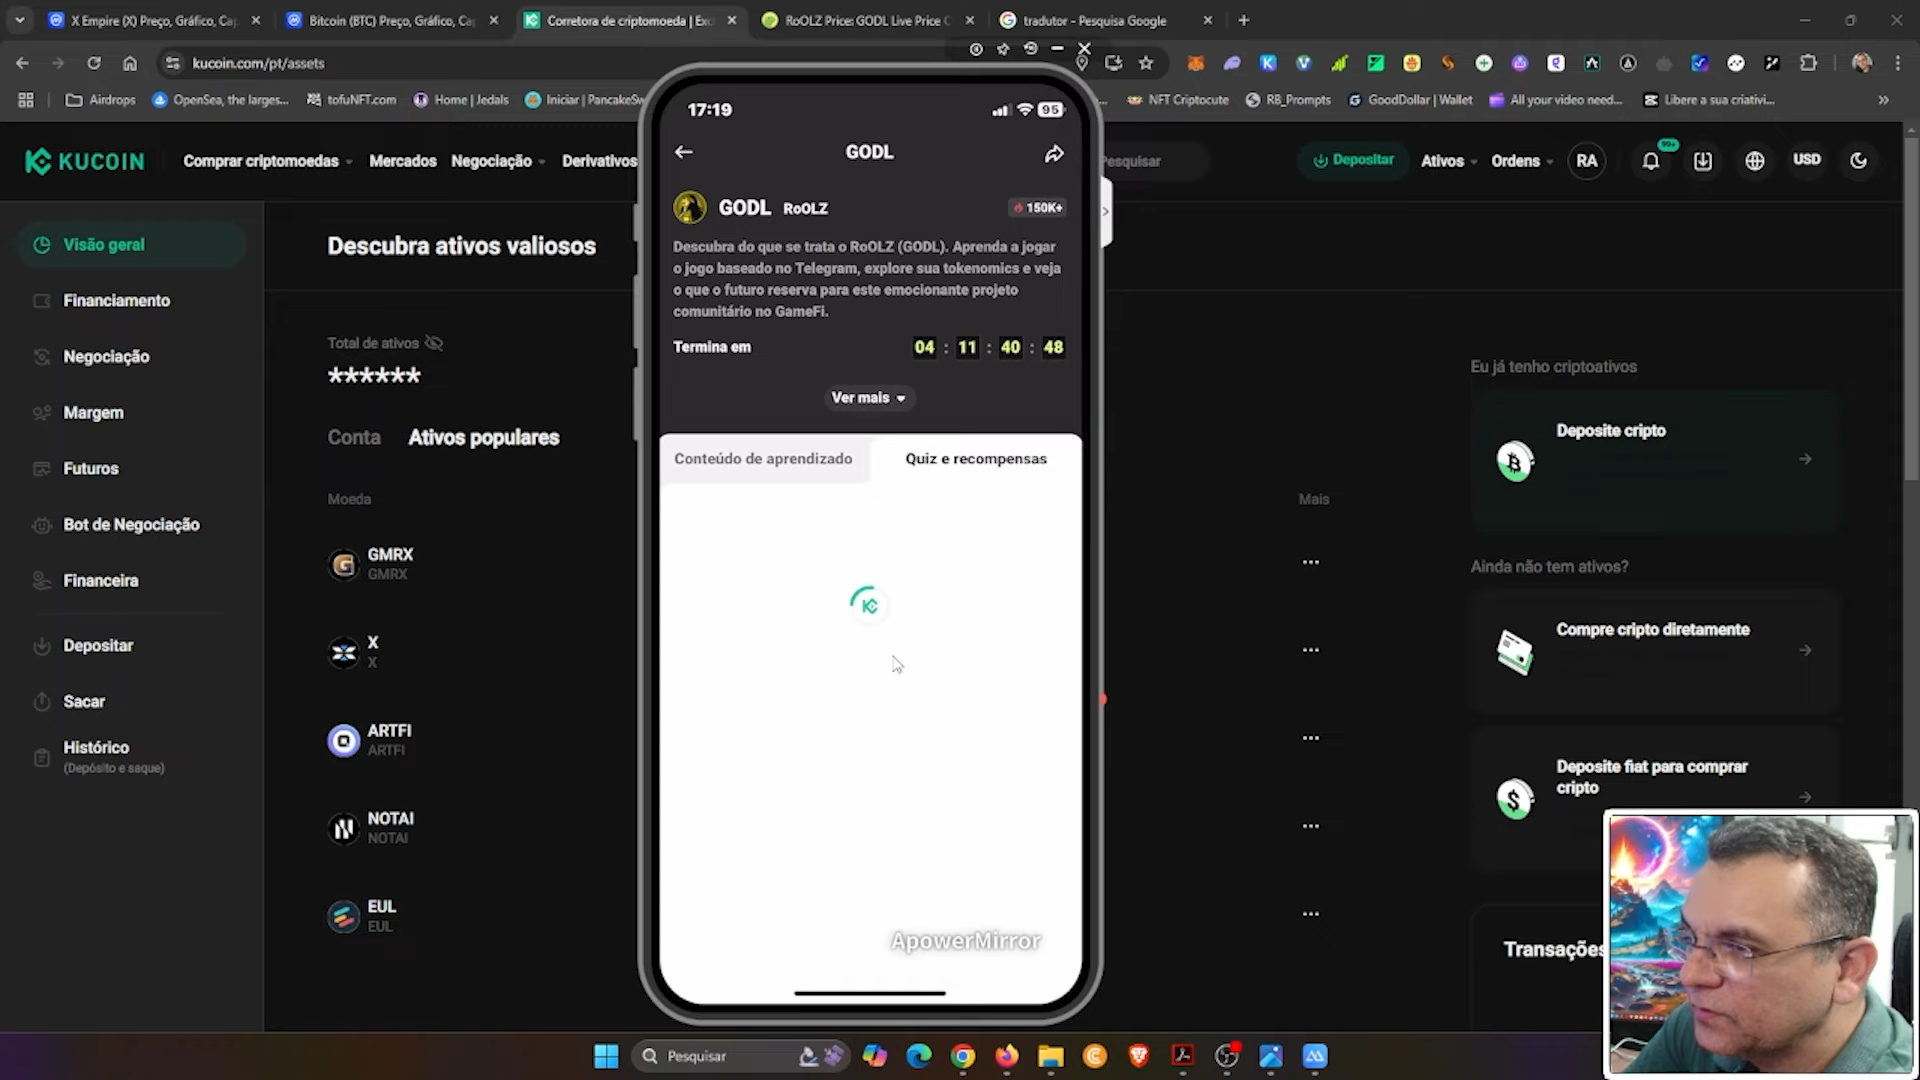 X Empire (X) Preço, Gráfico, Ca
Bitcoin (BTC) Preço, Gráfico, Ca
Corretora de criptomoeda | Exc
RoOLZ Price: GODL Live Price C
tradutor - Pesquisa Google
kucoin.com/pt/assets
Airdrops
OpenSea, the larges...
tofuNFT.com
Home | Jedals
Iniciar | PancakeSw
NFT Criptocute
RB_Prompts
GoodDollar | Wallet
All your video need...
Libere a sua criativi...
KUCOIN
Comprar criptomoedas
Mercados
Negociação
Derivativos
Pesquisar
Depositar
Ativos
Ordens
RA
99+
USD
Visão geral
Financiamento
Negociação
Margem
Futuros
Bot de Negociação
Financeira
Depositar
Sacar
Histórico
(Depósito e saque)
Descubra ativos valiosos
Total de ativos
******
Conta
Ativos populares
Moeda
Mais
GMRX
GMRX
X
X
ARTFI
ARTFI
NOTAI
NOTAI
EUL
EUL
17:19
95
GODL
GODL RoOLZ
150K+
Descubra do que se trata o RoOLZ (GODL). Aprenda a jogar
o jogo baseado no Telegram, explore sua tokenomics e veja
o que o futuro reserva para este emocionante projeto
comunitário no GameFi.
Termina em
04 : 11 : 40 : 48
Ver mais
Conteúdo de aprendizado
Quiz e recompensas
ApowerMirror
Eu já tenho criptoativos
Deposite cripto
Ainda não tem ativos?
Compre cripto diretamente
Deposite fiat para comprar
cripto
Transações
Pesquisar